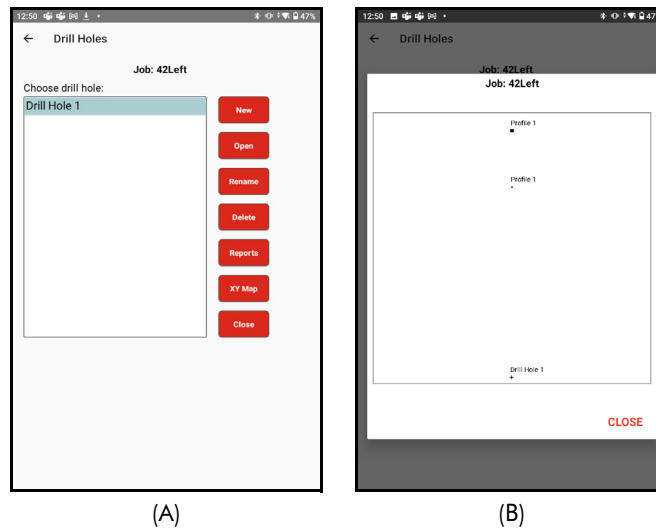 12:50
47%
Drill Holes
Job: 42Left
Choose drill hole:
Drill Hole 1
New
Open
Rename
Delete
Reports
XY Map
Close
(A)
12:50
47
Drill Holes
Job: 42Left
Job: 42Left
Profile 1
Profile 1
Drill Hole 1
CLOSE
(B)